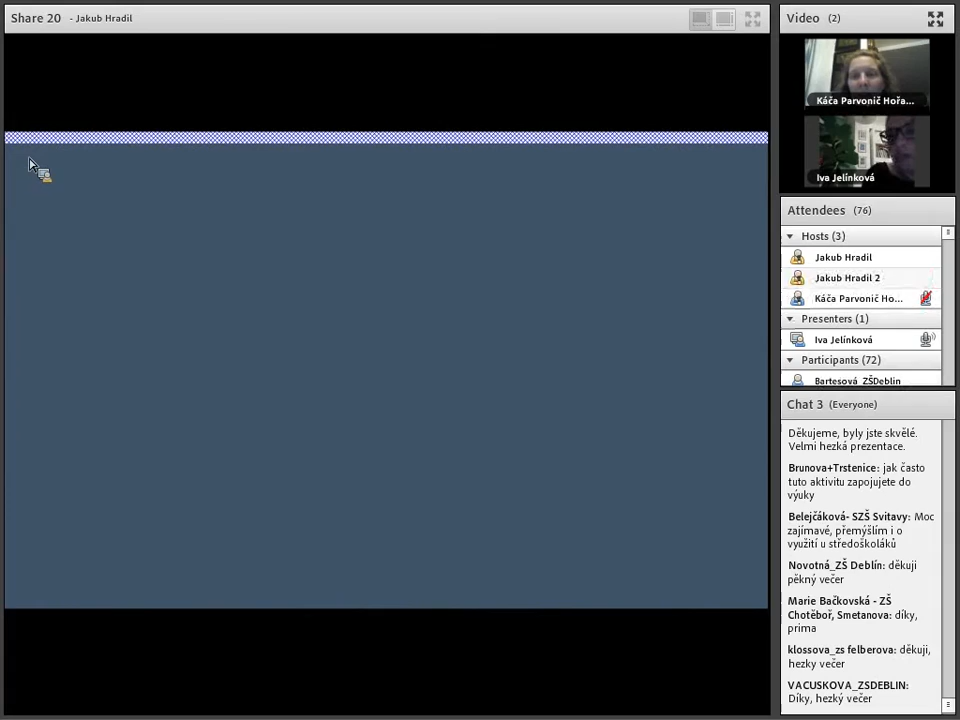 Share 20 - Jakub Hradil
Video (2)
Káča Parvonič Hořa...
Iva Jelínková
Attendees (76)
Hosts (3)
Jakub Hradil
Jakub Hradil 2
Káča Parvonič Ho...
Presenters (1)
Iva Jelínková
Participants (72)
Bartesová_ZŠDeblin
Chat 3 (Everyone)
Děkujeme, byly jste skvělé.
Velmi hezká prezentace.
Brunova+Trstenice: jak často
tuto aktivitu zapojujete do
výuky
Belejčáková- SZŠ Svitavy: Moc
zajímavé, přemýšlím i o
využití u středoškoláků
Novotná_ZŠ Deblín: děkuji
pěkný večer
Marie Bačkovská - ZŠ
Chotěboř, Smetanova: díky,
prima
klossova_zs felberova: děkuji,
hezky večer
VACUSKOVA_ZSDEBLIN:
Díky, hezký večer